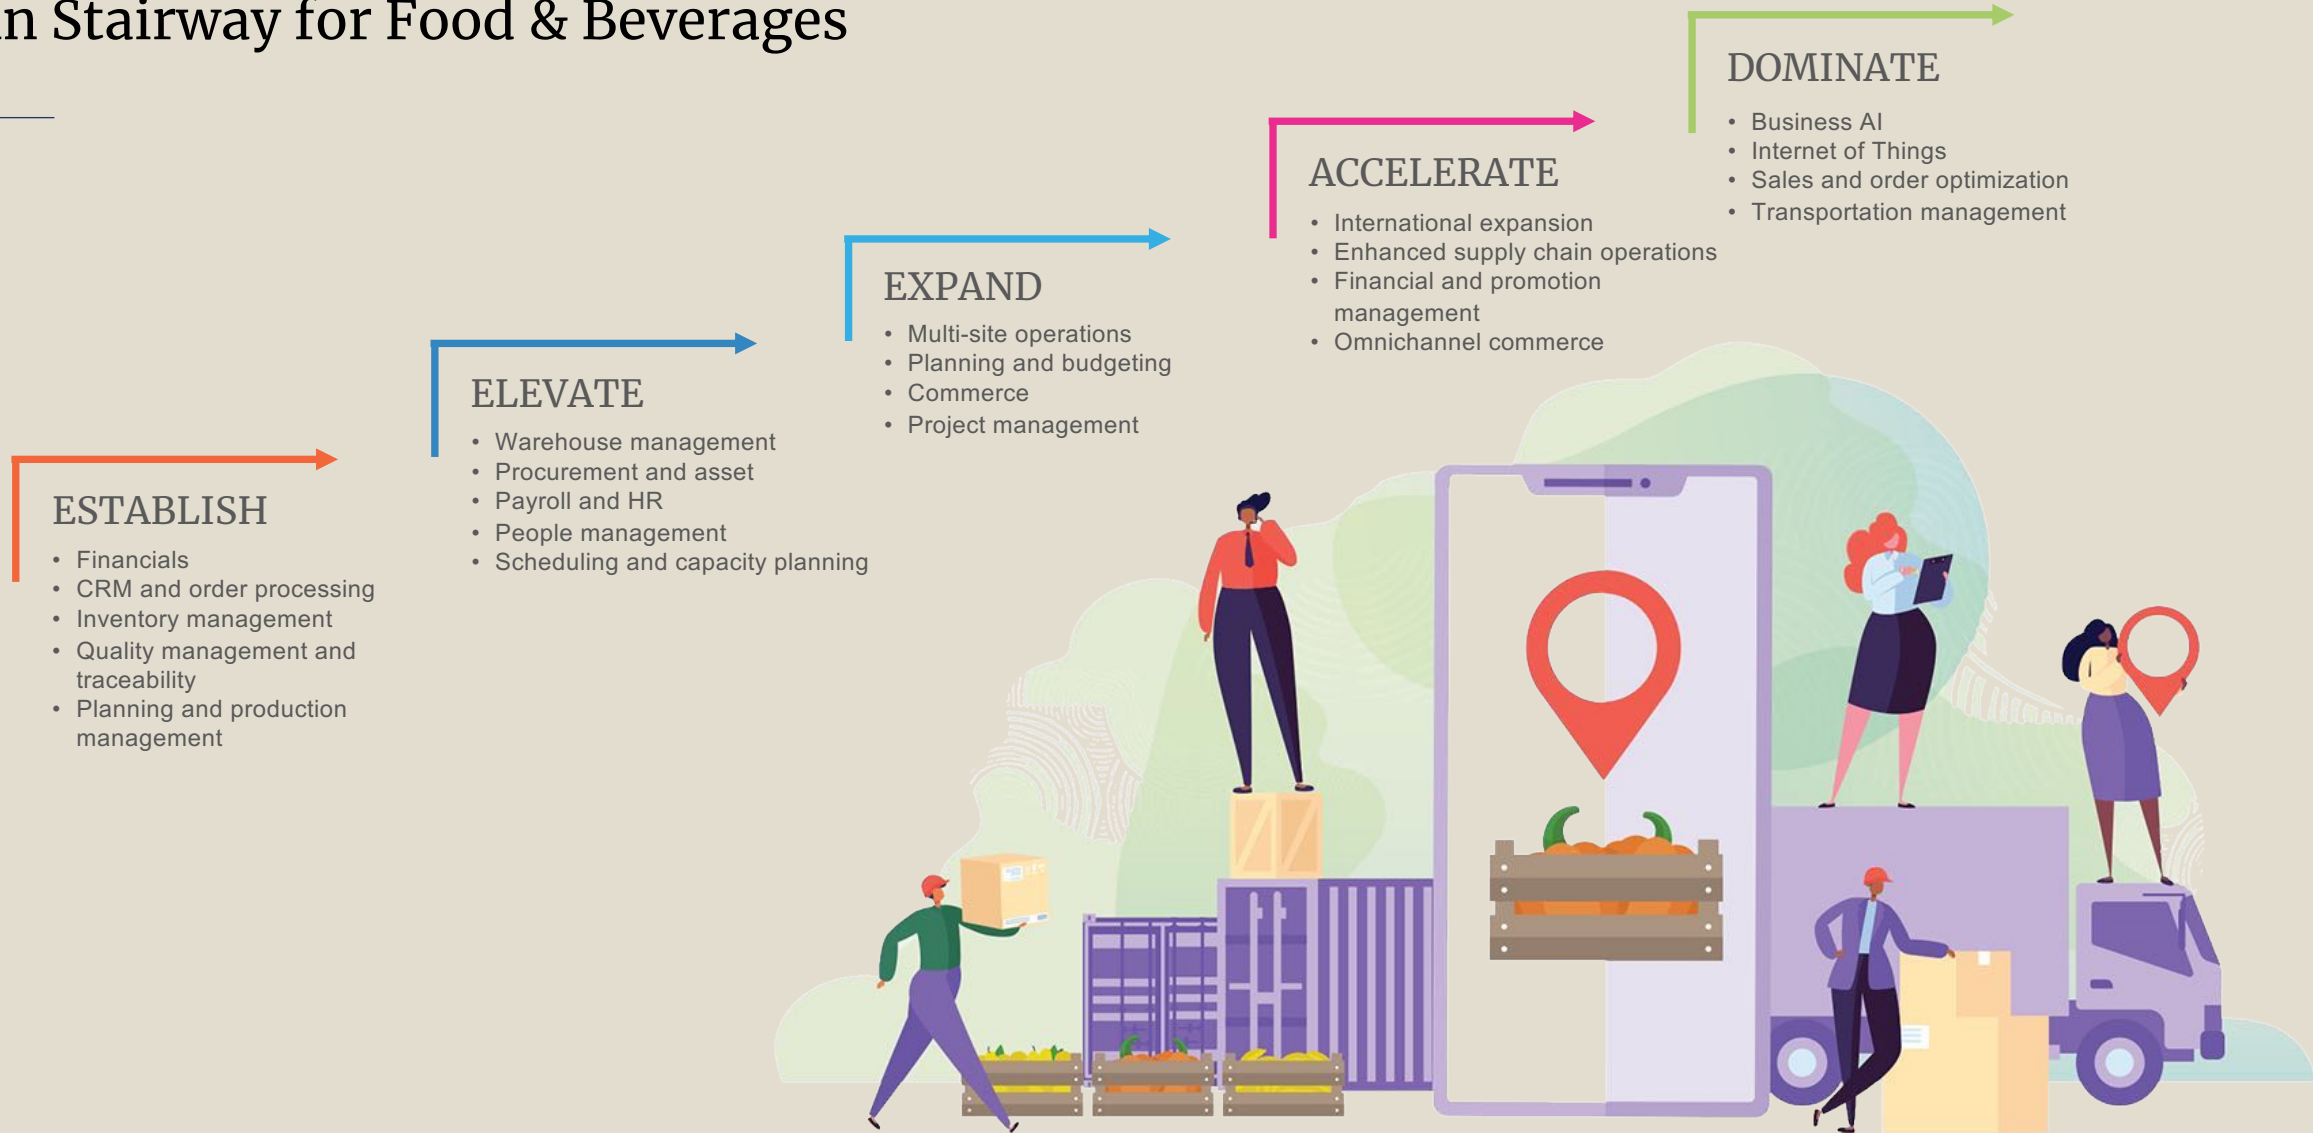 Stairway for Food & Beverages
ESTABLISH
• Financials
• CRM and order processing
• Inventory management
• Quality management and
traceability
• Planning and production
management
ELEVATE
• Warehouse management
• Procurement and asset
• Payroll and HR
• People management
• Scheduling and capacity planning
EXPAND
• Multi-site operations
• Planning and budgeting
• Commerce
• Project management
ACCELERATE
• International expansion
• Enhanced supply chain operations
• Financial and promotion
management
• Omnichannel commerce
DOMINATE
• Business AI
• Internet of Things
• Sales and order optimization
• Transportation management